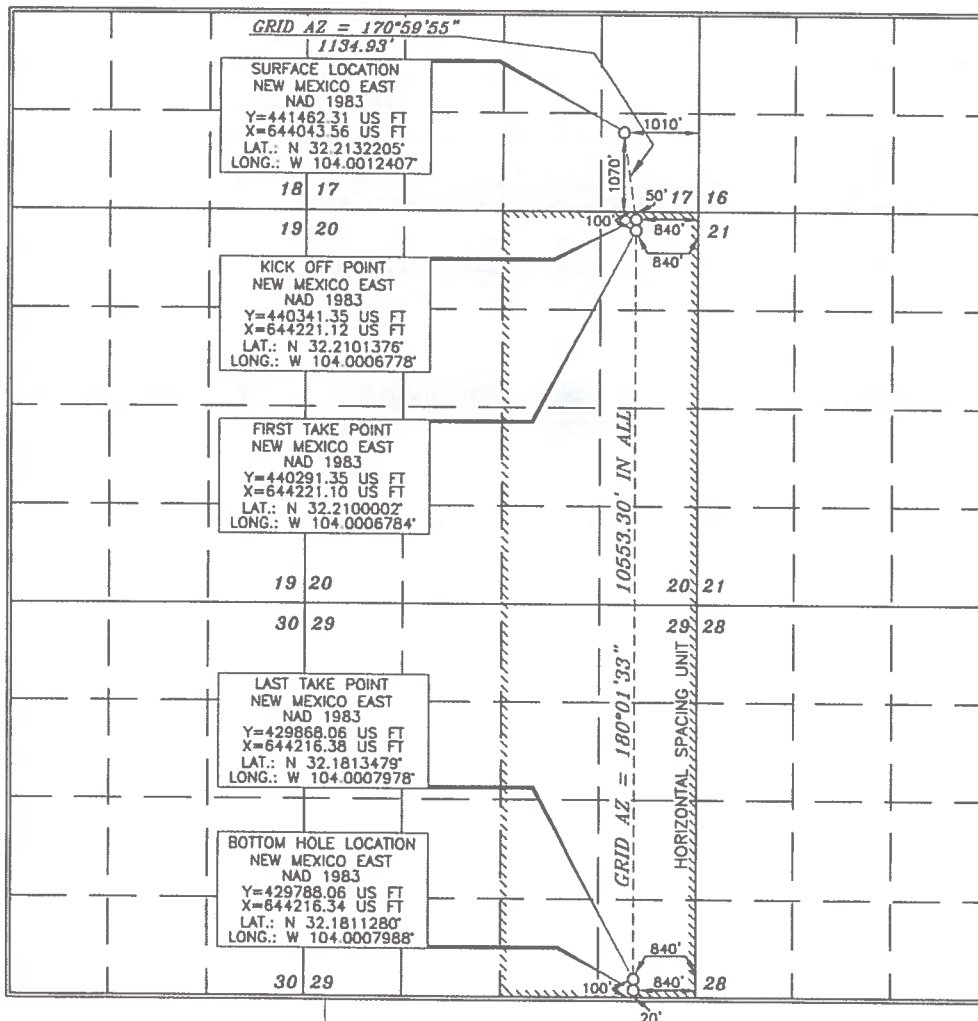 GRID AZ = 170°59'55"
1134.93'
SURFACE LOCATION
NEW MEXICO EAST
NAD 1983
Y=441462.31 US FT
X=644043.56 US FT
LAT.: N 32.2132205°
LONG.: W 104.0012407°
1010'
1070'
18 17
50'
17 16
19 20
100'
840'
21
840'
KICK OFF POINT
NEW MEXICO EAST
NAD 1983
Y=440341.35 US FT
X=644221.12 US FT
LAT.: N 32.2101376°
LONG.: W 104.0006778°
FIRST TAKE POINT
NEW MEXICO EAST
NAD 1983
Y=440291.35 US FT
X=644221.10 US FT
LAT.: N 32.2100002°
LONG.: W 104.0006784°
10553.30' IN ALL
19 20
20 21
30 29
29 28
GRID AZ = 180°01'33"
HORIZONTAL SPACING UNIT
LAST TAKE POINT
NEW MEXICO EAST
NAD 1983
Y=429868.06 US FT
X=644216.38 US FT
LAT.: N 32.1813479°
LONG.: W 104.0007978°
BOTTOM HOLE LOCATION
NEW MEXICO EAST
NAD 1983
Y=429788.06 US FT
X=644216.34 US FT
LAT.: N 32.1811280°
LONG.: W 104.0007988°
840'
30 29
100'
840'
28
20'